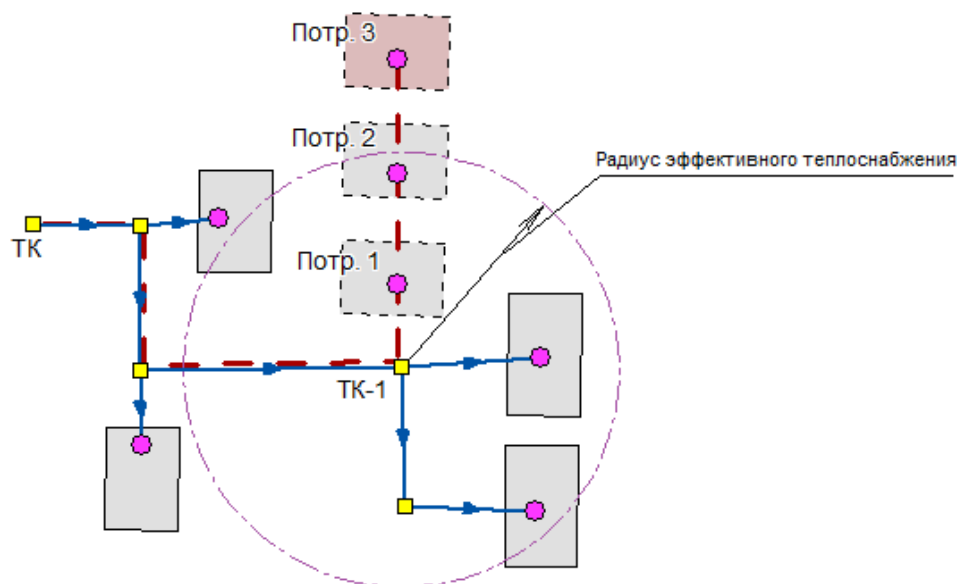 Потр. 3
Потр. 2
Радиус эффективного теплоснабжения
ТК
Потр. 1
ТК-1